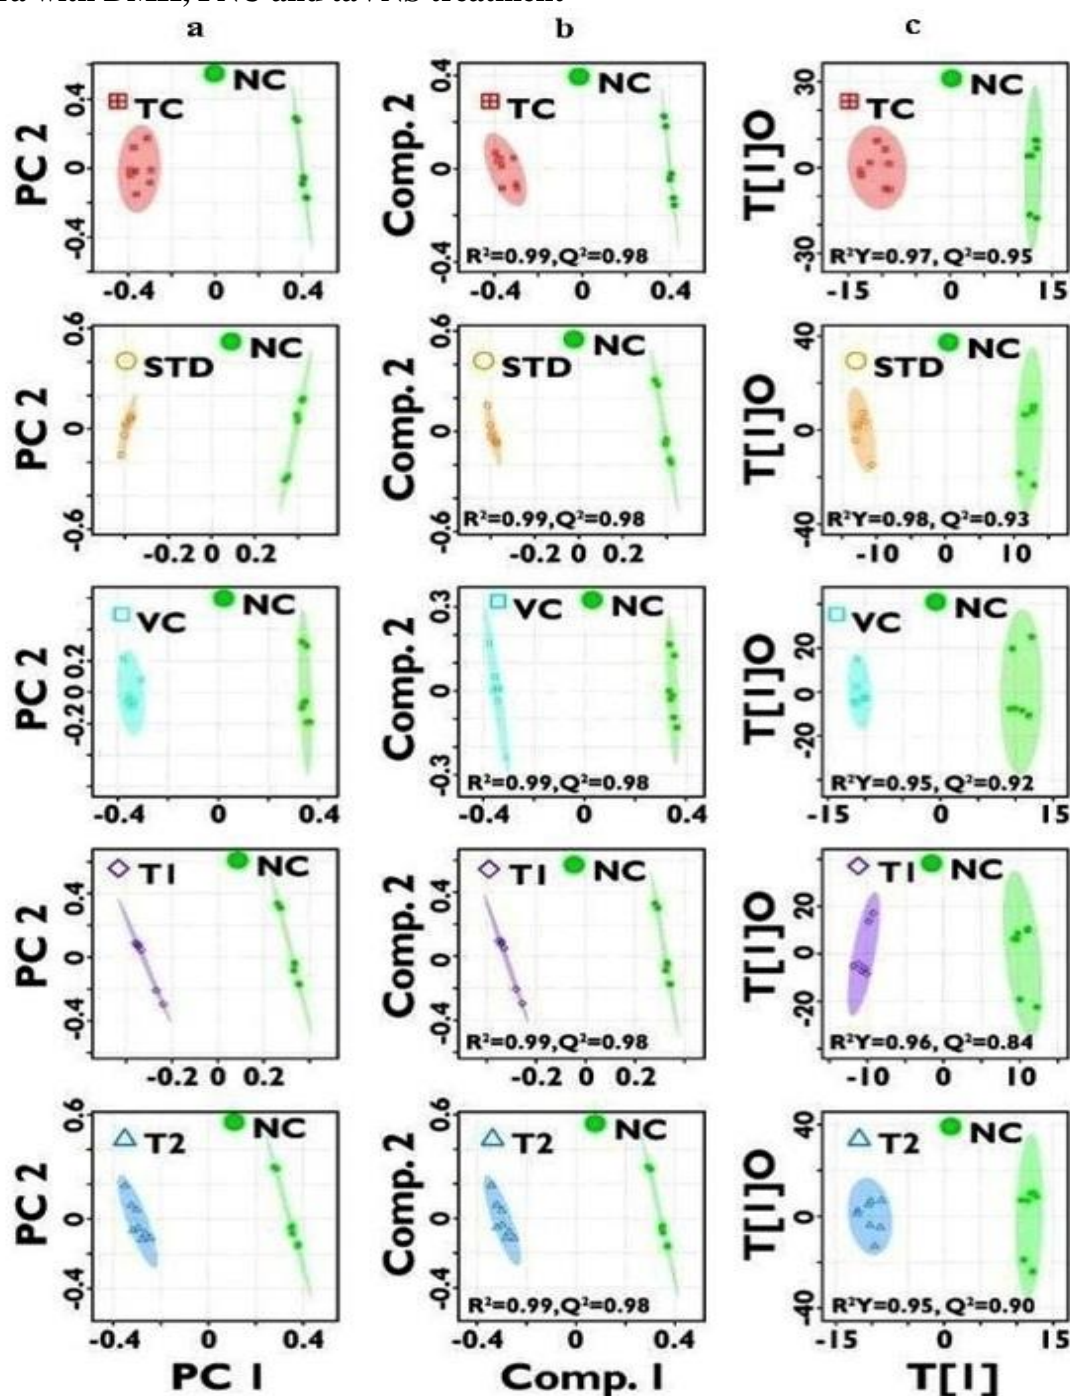 a b c
PC 2
0.4
0
-0.4
TC
NC
-0.4 0 0.4
Comp. 2
0.4
0
-0.4
TC
NC
R²=0.99,Q²=0.98
-0.4 0 0.4
T[1]O
30
0
-30
TC
NC
R²Y=0.97, Q²=0.95
-15 0 15
PC 2
0.6
0
-0.6
STD
NC
-0.2 0 0.2
Comp. 2
0.6
0
-0.6
STD
NC
R²=0.99,Q²=0.98
-0.2 0 0.2
T[1]O
40
0
-40
STD
NC
R²Y=0.98, Q²=0.93
-10 0 10
PC 2
0.2
0
-0.2
VC
NC
-0.4 0 0.4
Comp. 2
0.3
0
-0.3
VC
NC
R²=0.99,Q²=0.98
-0.4 0 0.4
T[1]O
20
0
-20
VC
NC
R²Y=0.95, Q²=0.92
-15 0 15
PC 2
0.4
0
-0.4
T1
NC
-0.2 0 0.2
Comp. 2
0.4
0
-0.4
T1
NC
R²=0.99,Q²=0.98
-0.2 0 0.2
T[1]O
20
0
-20
T1
NC
R²Y=0.96, Q²=0.84
-10 0 10
PC 2
0.6
0
-0.4
T2
NC
-0.4 0 0.4
PC 1
Comp. 2
0.6
0
-0.4
T2
NC
R²=0.99,Q²=0.98
-0.4 0 0.4
Comp. 1
T[1]O
40
0
-40
T2
NC
R²Y=0.95, Q²=0.90
-15 0 15
T[1]